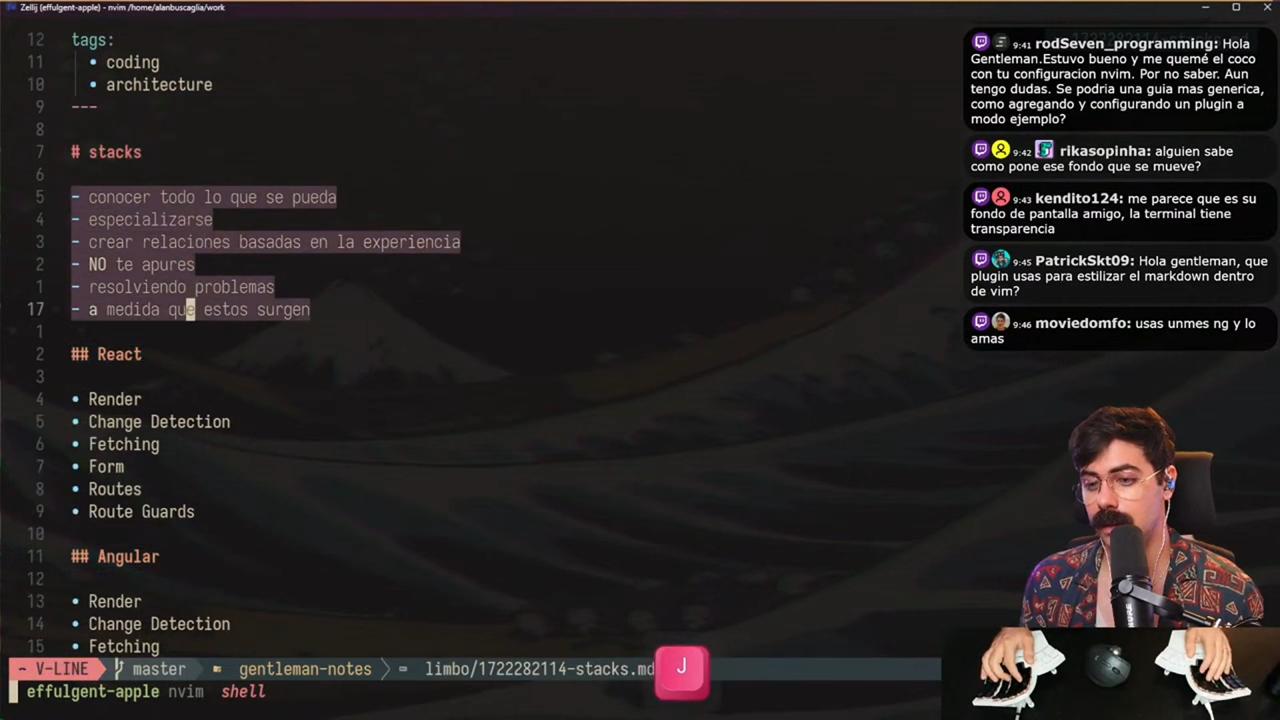 Zellij (effulgent-apple) - nvim /home/alanbuscaglia/work
12 tags:
11 • coding
10 • architecture
9 ---
8
7 # stacks
6
5 - conocer todo lo que se pueda
4 - especializarse
3 - crear relaciones basadas en la experiencia
2 - NO te apures
1 - resolviendo problemas
17 - a medida que estos surgen
1
2 ## React
3
4 • Render
5 • Change Detection
6 • Fetching
7 • Form
8 • Routes
9 • Route Guards
10
11 ## Angular
12
13 • Render
14 • Change Detection
15 • Fetching
V-LINE master gentleman-notes limbo/1722282114-stacks.md
effulgent-apple nvim shell
J
9:41 rodSeven_programming: Hola
Gentleman.Estuvo bueno y me quemé el coco
con tu configuracion nvim. Por no saber. Aun
tengo dudas. Se podria una guia mas generica,
como agregando y configurando un plugin a
modo ejemplo?
9:42 rikasopinha: alguien sabe
como pone ese fondo que se mueve?
9:43 kendito124: me parece que es su
fondo de pantalla amigo, la terminal tiene
transparencia
9:45 PatrickSkt09: Hola gentleman, que
plugin usas para estilizar el markdown dentro
de vim?
9:46 moviedomfo: usas unmes ng y lo
amas